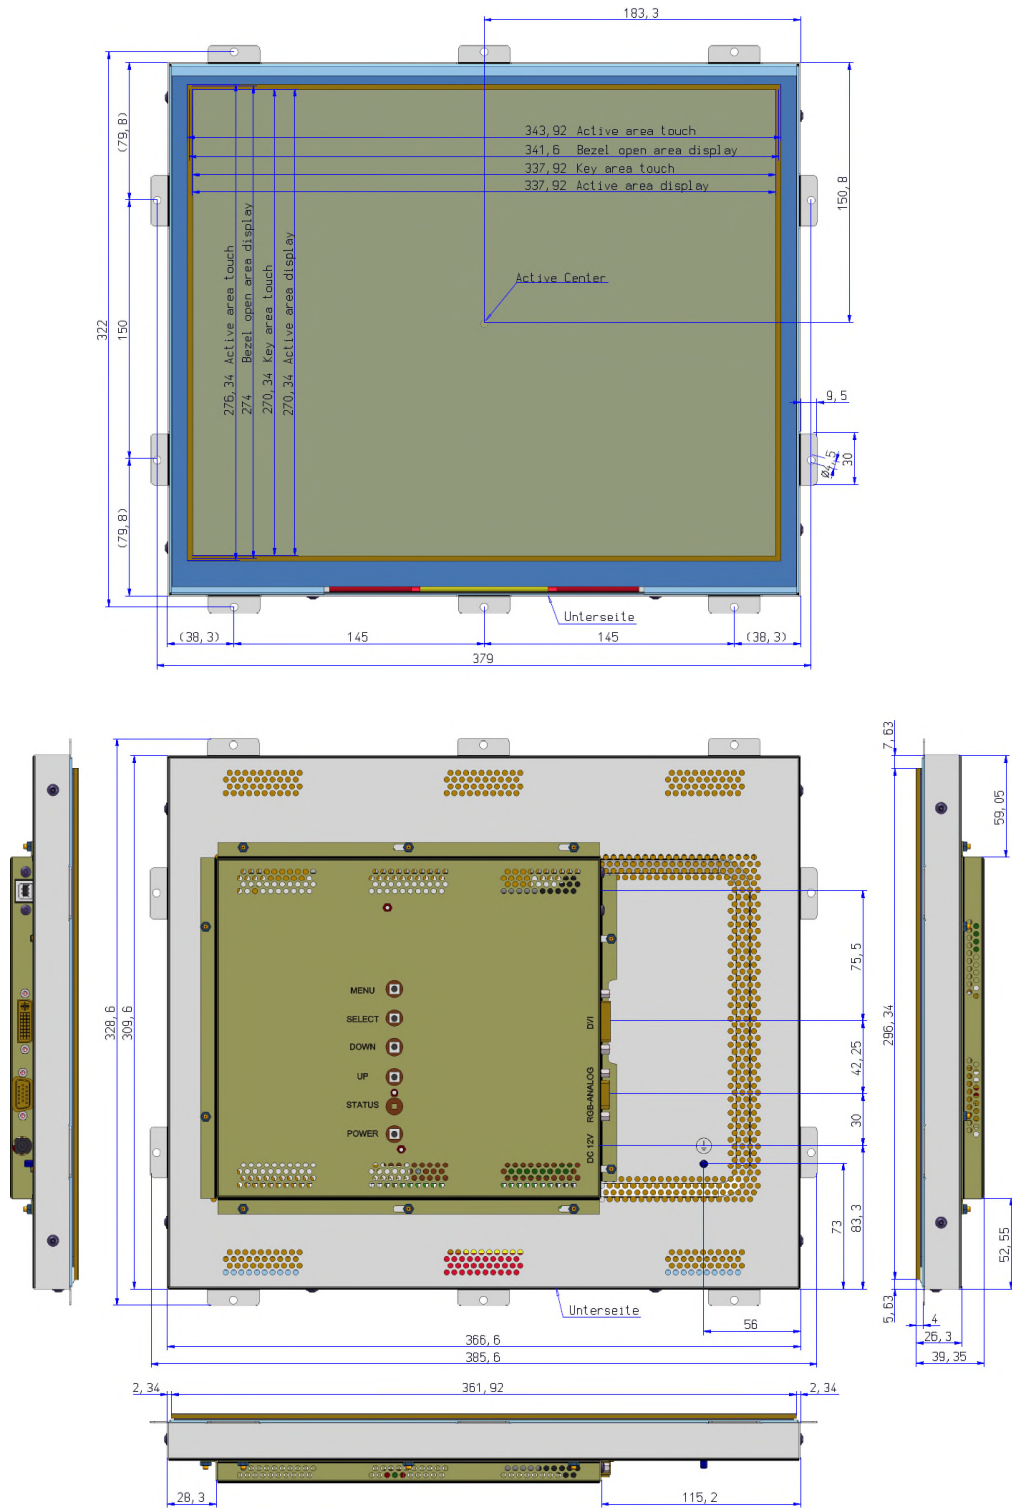 183,3
343,92 Active area touch
341,6 Bezel open area display
337,92 Key area touch
337,92 Active area display
(79,8)
150,8
276,34 Active area touch
274 Bezel open area display
270,34 Key area touch
270,34 Active area display
Active Center
322
150
9,5
Ø4,5
30
(79,8)
Unterseite
(38,3)
145
145
(38,3)
379
7,63
59,05
328,6
309,6
MENU
SELECT
DOWN
UP
STATUS
POWER
DVI
RGB-ANALOG
DC 12V
75,5
42,25
30
296,34
73
83,3
52,55
Unterseite
56
5,63
4
26,3
39,35
366,6
385,6
2,34
361,92
2,34
28,3
115,2